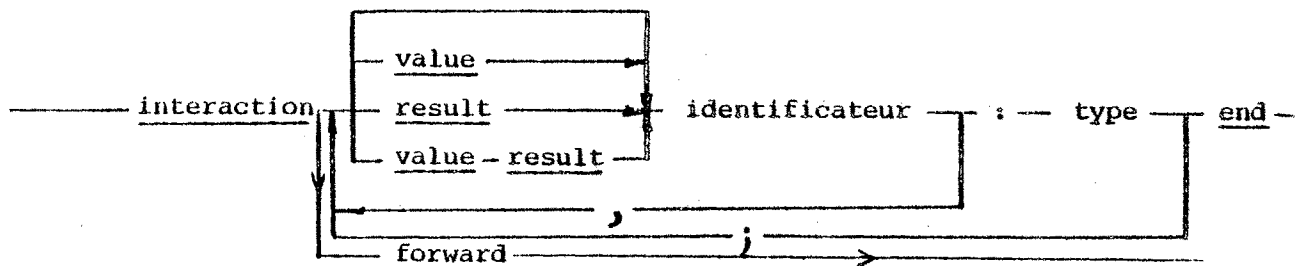 value
interaction result identificateur : type end
value result
,
;
forward